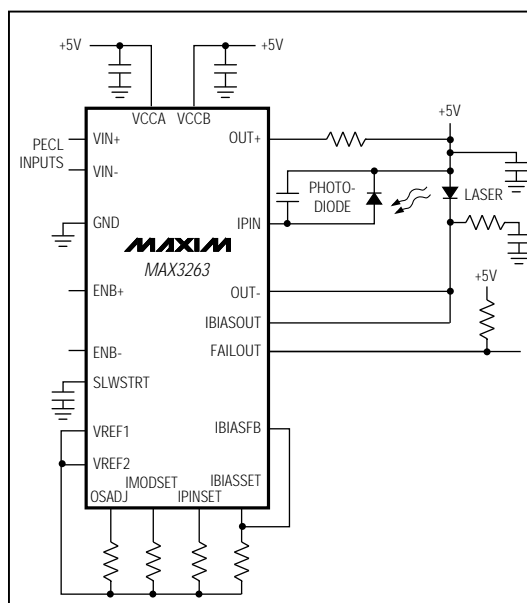 +5V
+5V
VCCA
VCCB
+5V
PECL
INPUTS
VIN+
VIN-
OUT+
PHOTO-
DIODE
LASER
GND
IPIN
MAXIM
MAX3263
+5V
ENB+
OUT-
IBIASOUT
ENB-
FAILOUT
SLWSTRT
VREF1
IBIASFB
VREF2
OSADJ
IMODSET
IPINSET
IBIASSET